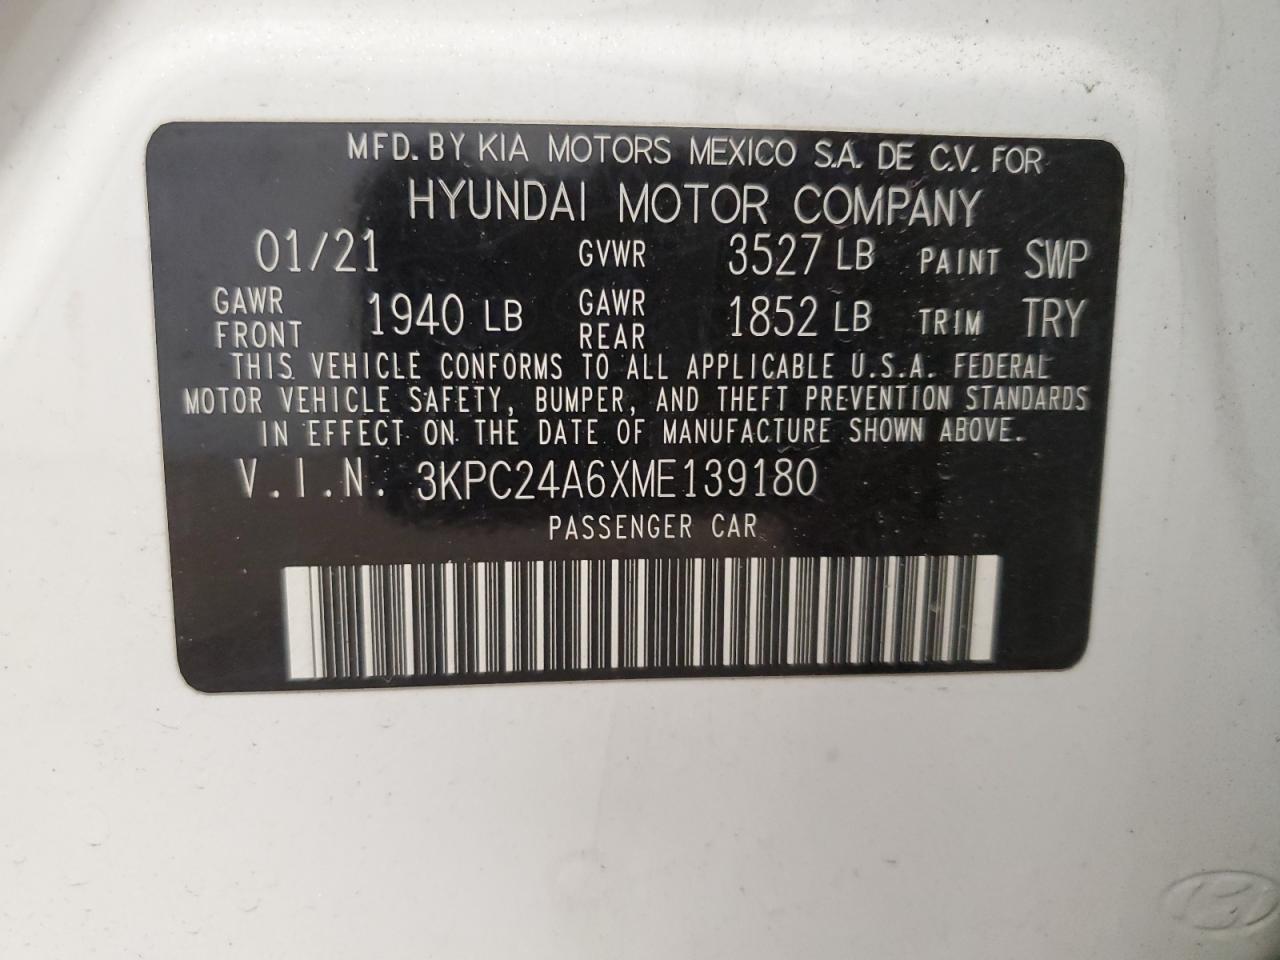 MFD. BY KIA MOTORS MEXICO S.A. DE C.V. FOR
HYUNDAI MOTOR COMPANY
01/21 GVWR 3527 LB PAINT SWP
GAWR FRONT 1940 LB GAWR REAR 1852 LB TRIM TRY
THIS VEHICLE CONFORMS TO ALL APPLICABLE U.S.A. FEDERAL
MOTOR VEHICLE SAFETY, BUMPER, AND THEFT PREVENTION STANDARDS
IN EFFECT ON THE DATE OF MANUFACTURE SHOWN ABOVE.
V.I.N. 3KPC24A6XME139180
PASSENGER CAR